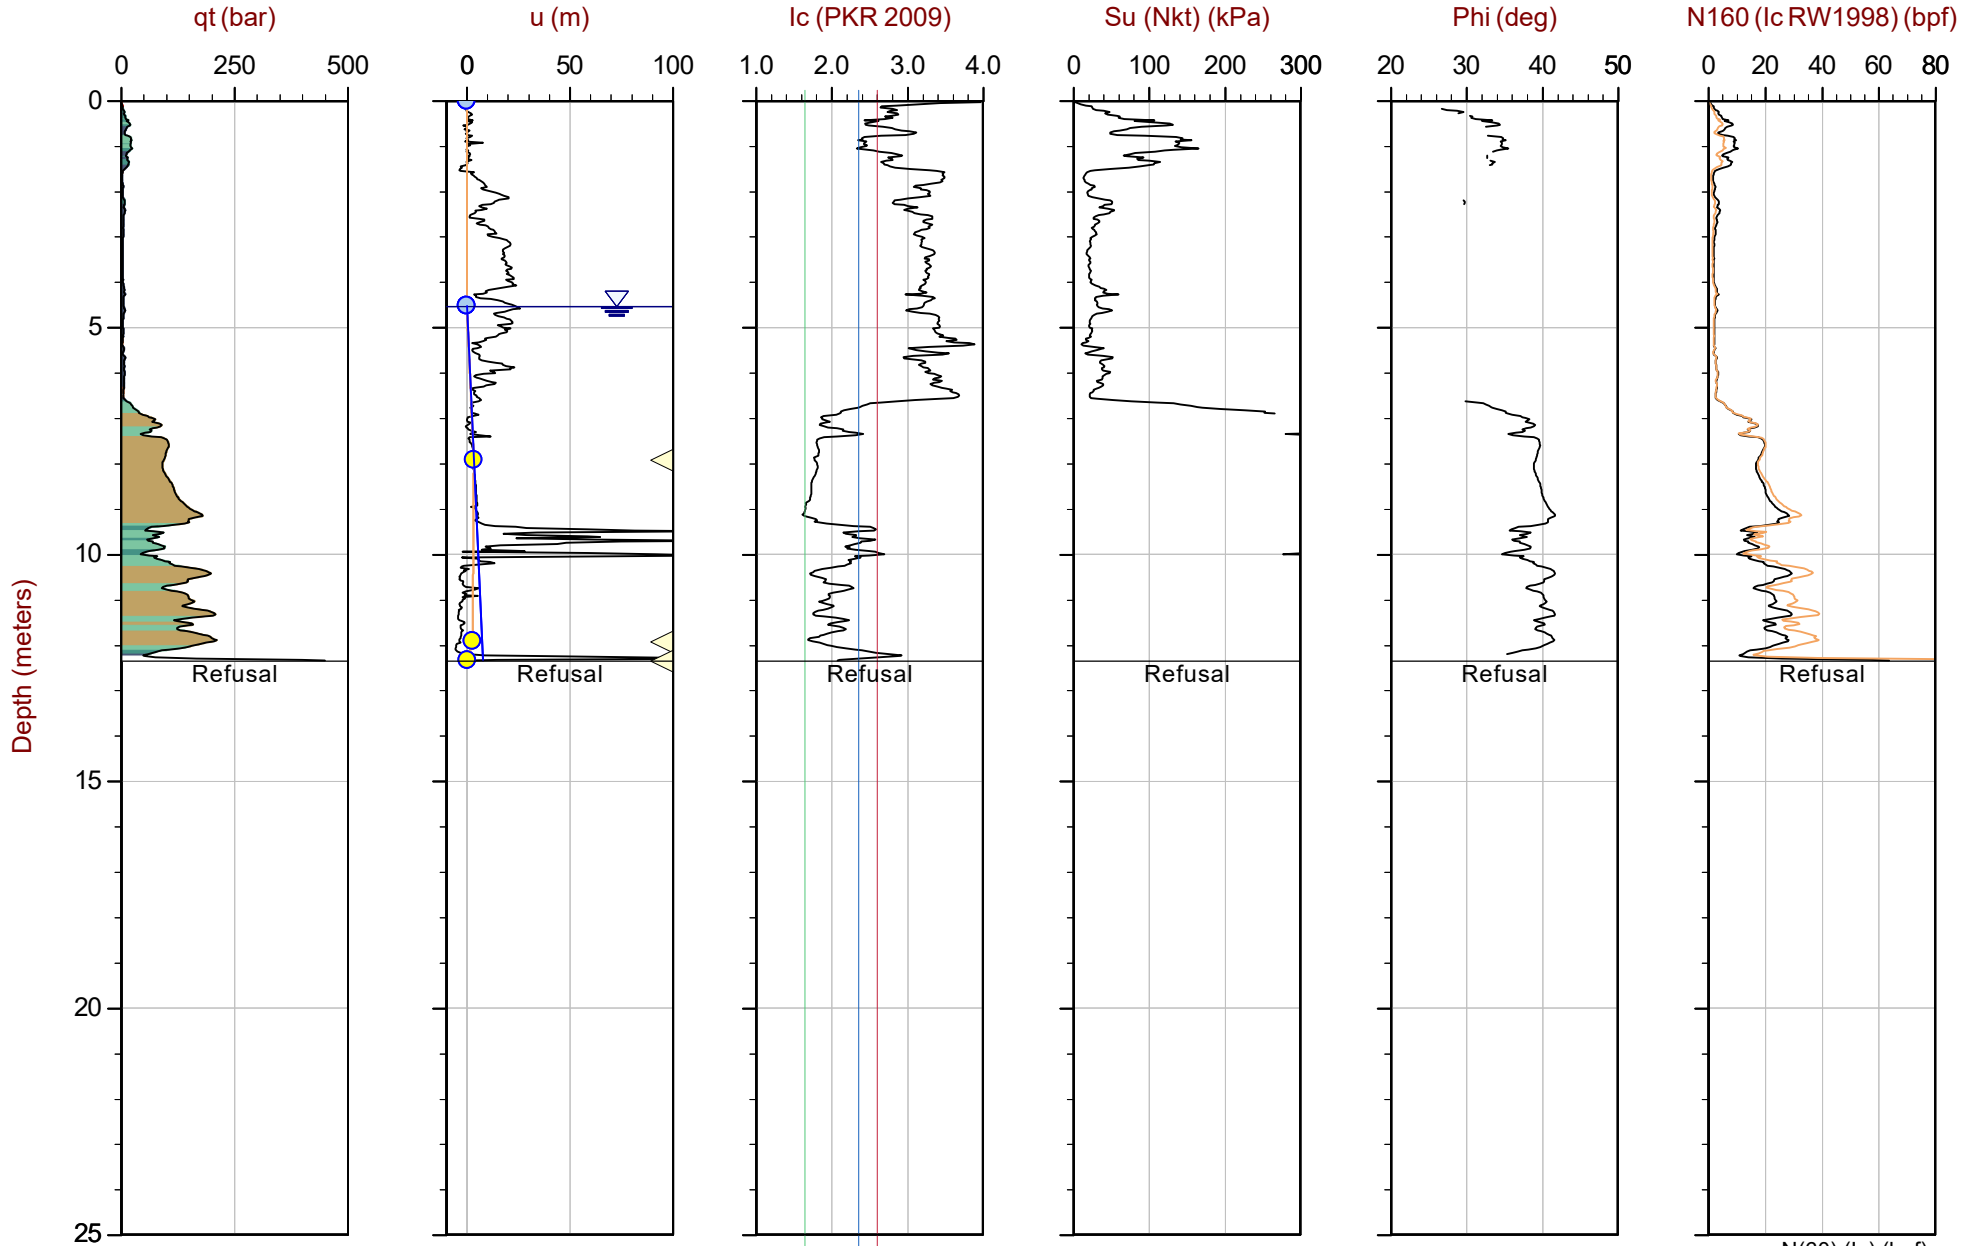 qt (bar) u (m) Ic (PKR 2009) Su (Nkt) (kPa) Phi (deg) N160 (Ic RW1998) (bpf)
0 250 500 0 50 100 1.0 2.0 3.0 4.0 0 100 200 300 20 30 40 50 0 20 40 60 80
0
5
10
Refusal Refusal Refusal Refusal Refusal Refusal
Depth (meters)
15
20
25